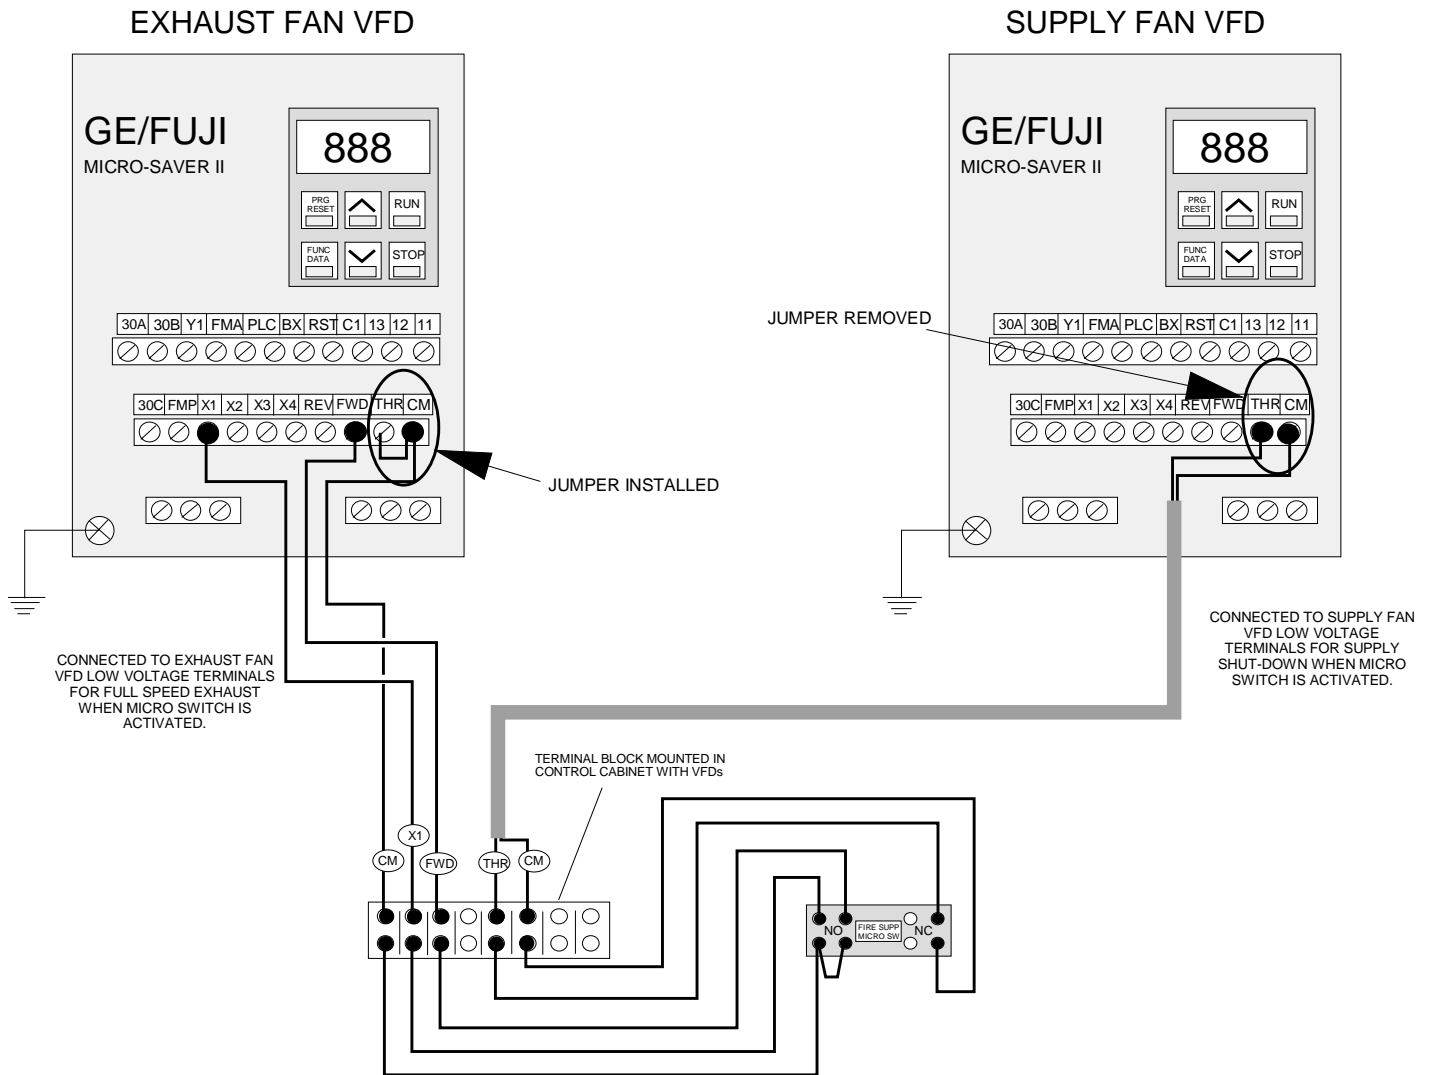 EXHAUST FAN VFD
SUPPLY FAN VFD
GE/FUJI
MICRO-SAVER II
888
PRG
RESET
RUN
FUNC
DATA
STOP
30A 30B Y1 FMA PLC BX RST C1 13 12 11
30C FMP X1 X2 X3 X4 REV FWD THR CM
JUMPER INSTALLED
GE/FUJI
MICRO-SAVER II
888
PRG
RESET
RUN
FUNC
DATA
STOP
JUMPER REMOVED
30A 30B Y1 FMA PLC BX RST C1 13 12 11
30C FMP X1 X2 X3 X4 REV FWD THR CM
CONNECTED TO EXHAUST FAN
VFD LOW VOLTAGE TERMINALS
FOR FULL SPEED EXHAUST
WHEN MICRO SWITCH IS
ACTIVATED.
CONNECTED TO SUPPLY FAN
VFD LOW VOLTAGE
TERMINALS FOR SUPPLY
SHUT-DOWN WHEN MICRO
SWITCH IS ACTIVATED.
TERMINAL BLOCK MOUNTED IN
CONTROL CABINET WITH VFDs
X1
CM
FWD
THR
CM
NO
FIRE SUPP
MICRO SW
NC